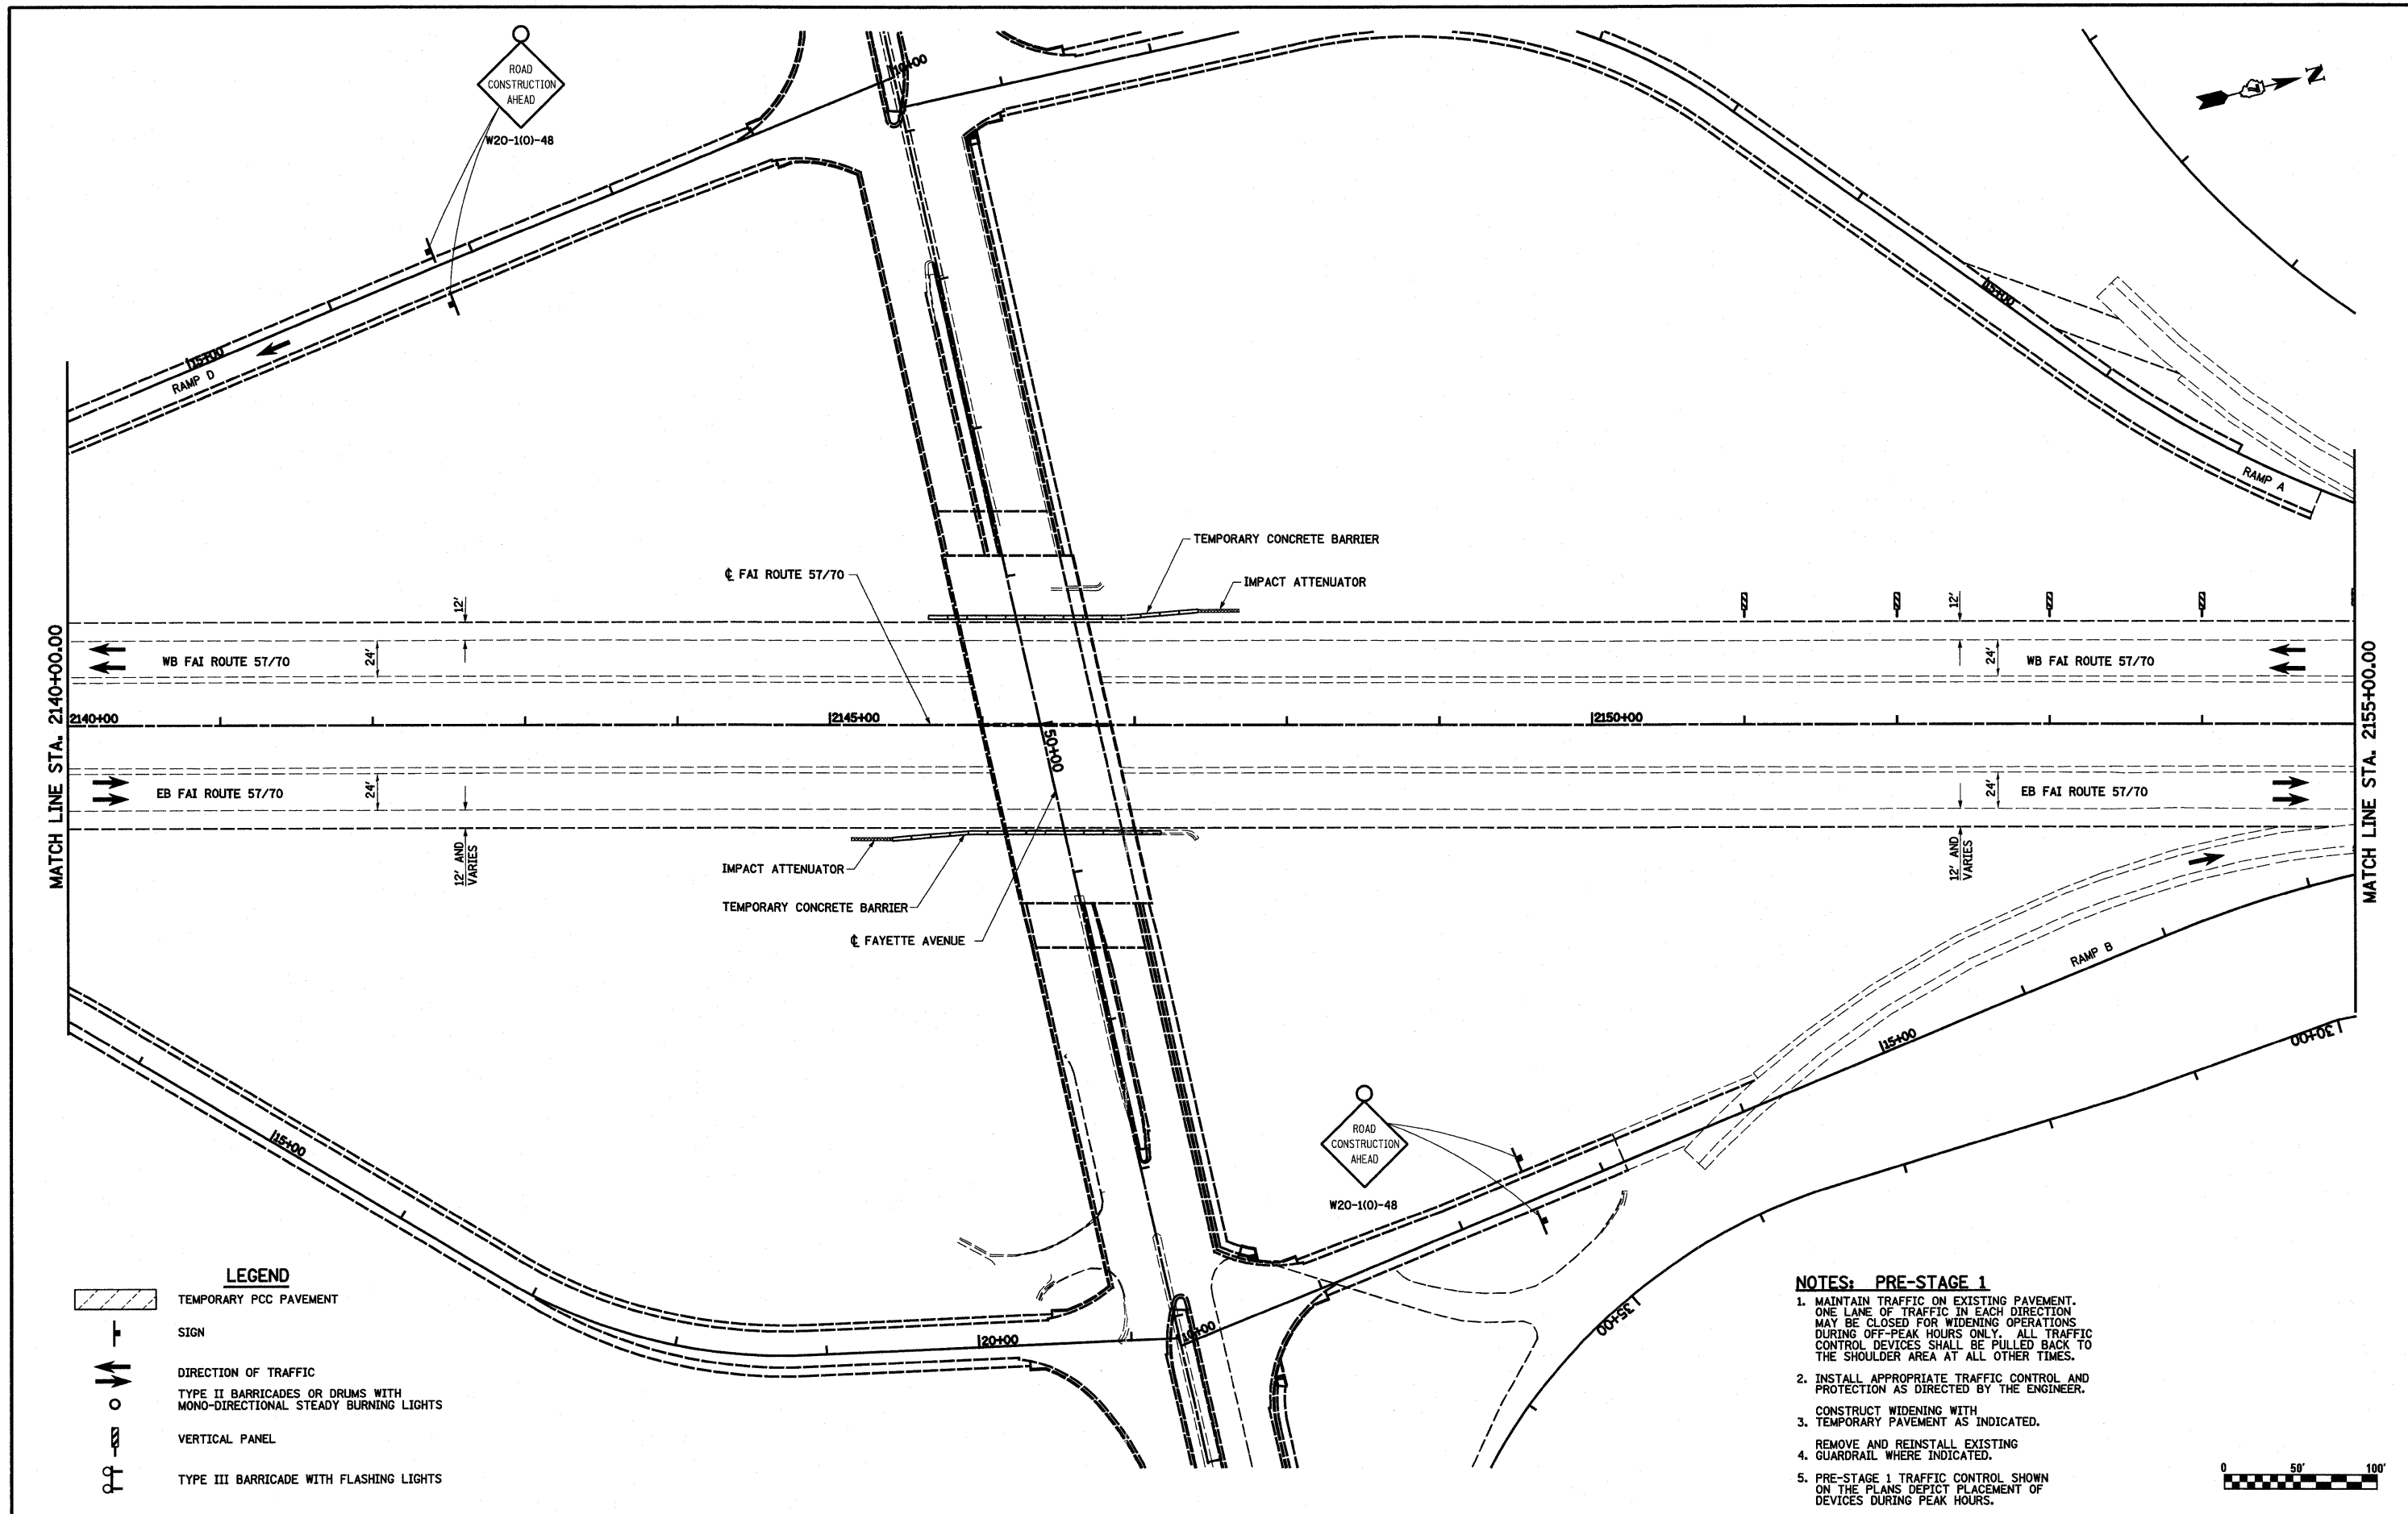 ROAD
CONSTRUCTION
AHEAD
W20-1(O)-48
10+00
N
15+00
RAMP D
15+00
RAMP A
TEMPORARY CONCRETE BARRIER
℄ FAI ROUTE 57/70
IMPACT ATTENUATOR
12'
12'
24'
WB FAI ROUTE 57/70
24'
WB FAI ROUTE 57/70
MATCH LINE STA. 2140+00.00
MATCH LINE STA. 2155+00.00
2140+00
2145+00
2150+00
50+00
24'
EB FAI ROUTE 57/70
24'
EB FAI ROUTE 57/70
12' AND
VARIES
12' AND
VARIES
IMPACT ATTENUATOR
TEMPORARY CONCRETE BARRIER
℄ FAYETTE AVENUE
RAMP B
15+00
30+00
15+00
ROAD
CONSTRUCTION
AHEAD
W20-1(O)-48
35+00
20+00
10+00
LEGEND
TEMPORARY PCC PAVEMENT
SIGN
DIRECTION OF TRAFFIC
TYPE II BARRICADES OR DRUMS WITH
MONO-DIRECTIONAL STEADY BURNING LIGHTS
VERTICAL PANEL
TYPE III BARRICADE WITH FLASHING LIGHTS
NOTES: PRE-STAGE 1
1. MAINTAIN TRAFFIC ON EXISTING PAVEMENT.
ONE LANE OF TRAFFIC IN EACH DIRECTION
MAY BE CLOSED FOR WIDENING OPERATIONS
DURING OFF-PEAK HOURS ONLY. ALL TRAFFIC
CONTROL DEVICES SHALL BE PULLED BACK TO
THE SHOULDER AREA AT ALL OTHER TIMES.
2. INSTALL APPROPRIATE TRAFFIC CONTROL AND
PROTECTION AS DIRECTED BY THE ENGINEER.
CONSTRUCT WIDENING WITH
3. TEMPORARY PAVEMENT AS INDICATED.
REMOVE AND REINSTALL EXISTING
4. GUARDRAIL WHERE INDICATED.
5. PRE-STAGE 1 TRAFFIC CONTROL SHOWN
ON THE PLANS DEPICT PLACEMENT OF
DEVICES DURING PEAK HOURS.
0 50' 100'